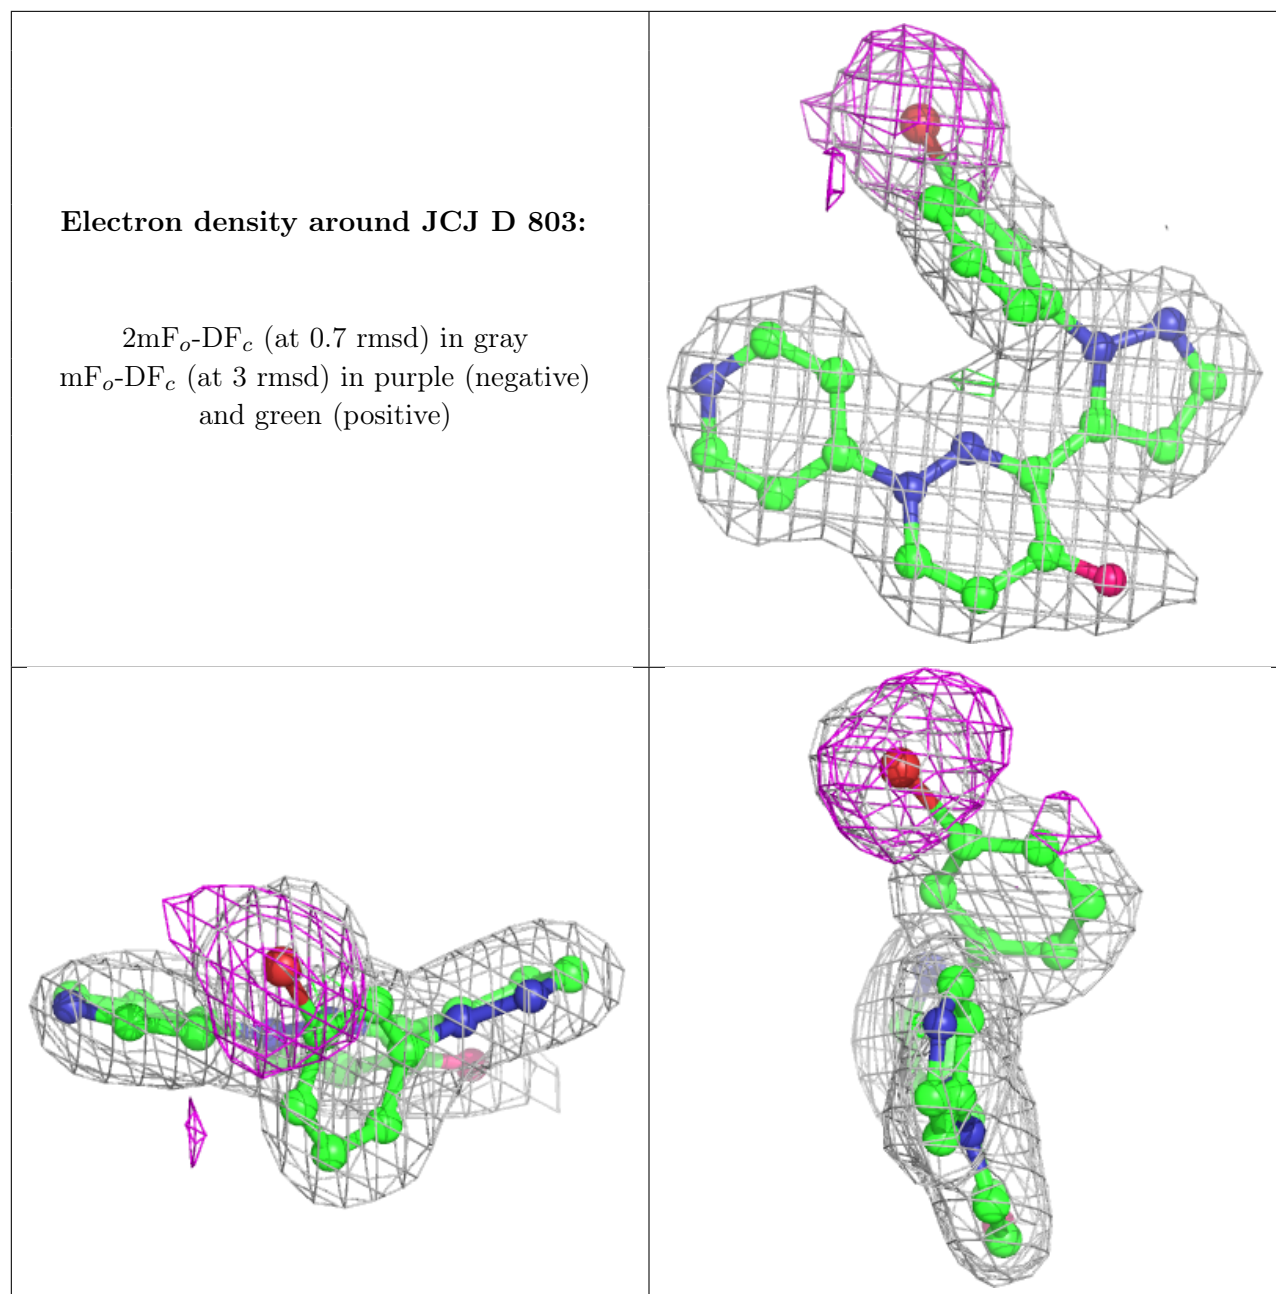 Electron density around JCJ D 803:
2mFo-DFc (at 0.7 rmsd) in gray
mFo-DFc (at 3 rmsd) in purple (negative)
and green (positive)